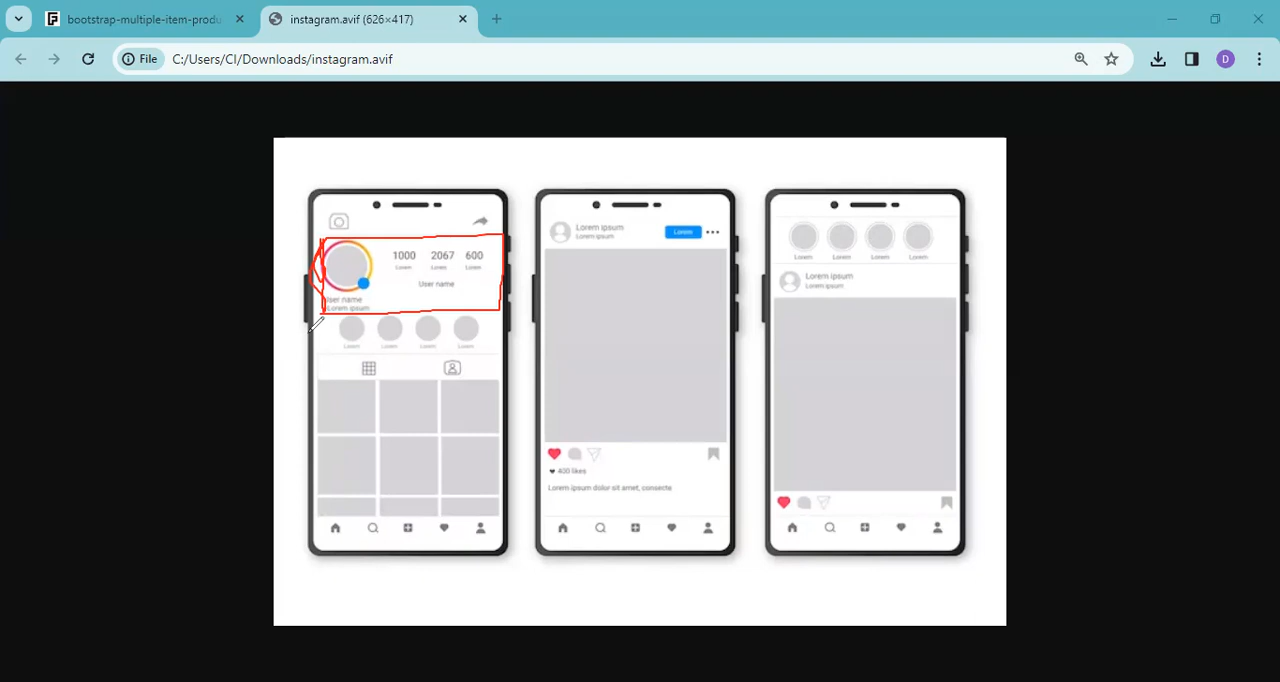 bootstrap-multiple-item-produ
instagram.avif (626×417)
File
C:/Users/CI/Downloads/instagram.avif
D
1000 2067 600
Lorem Lorem Lorem
User name
User name
Lorem ipsum
Lorem Lorem Lorem Lorem
Lorem ipsum
Lorem ipsum
Lorem
400 likes
Lorem ipsum dolor sit amet, consecte
Lorem Lorem Lorem Lorem
Lorem ipsum
Lorem ipsum